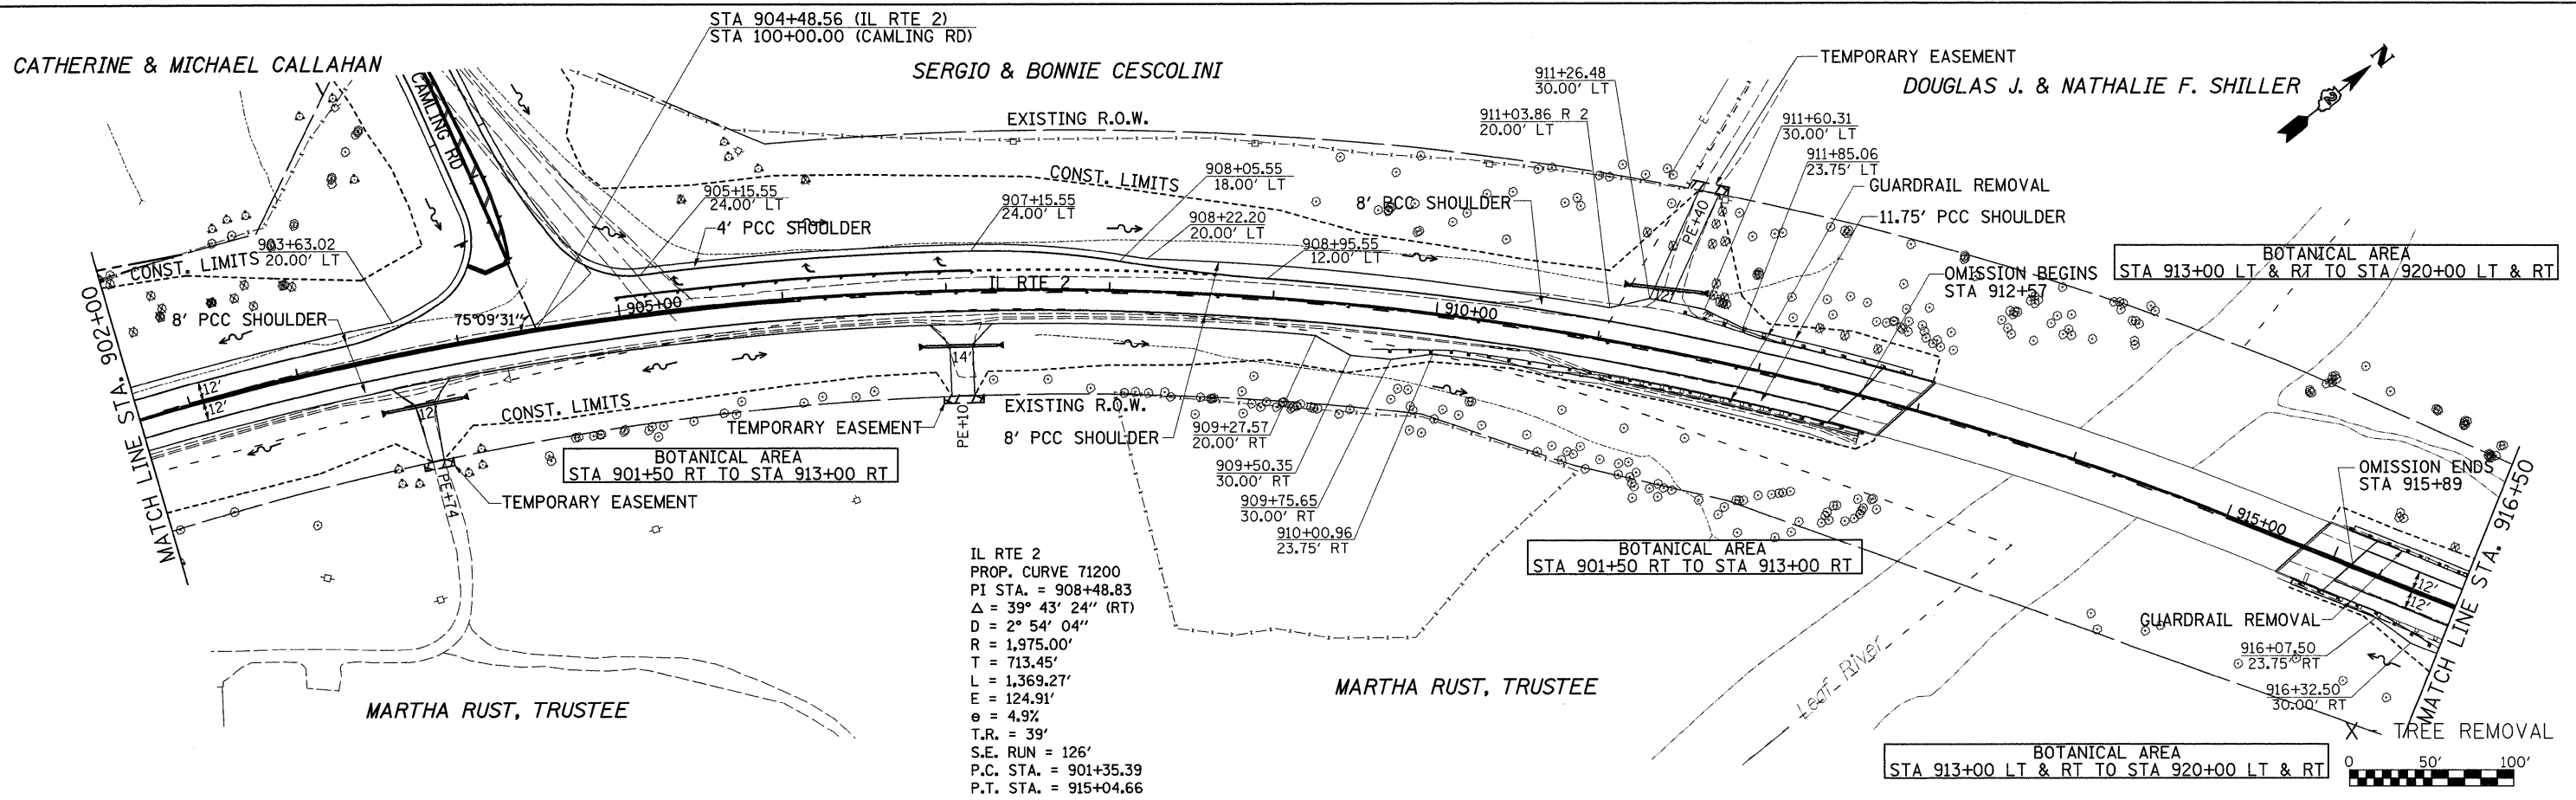 STA 904+48.56 (IL RTE 2)
STA 100+00.00 (CAMLING RD)
CATHERINE & MICHAEL CALLAHAN
SERGIO & BONNIE CESCOLINI
TEMPORARY EASEMENT
DOUGLAS J. & NATHALIE F. SHILLER
N
CAMLING RD
EXISTING R.O.W.
911+26.48
30.00' LT
911+03.86 R 2
20.00' LT
911+60.31
30.00' LT
911+85.06
23.75' LT
GUARDRAIL REMOVAL
11.75' PCC SHOULDER
CONST. LIMITS
908+05.55
18.00' LT
905+15.55
24.00' LT
907+15.55
24.00' LT
908+22.20
20.00' LT
8' PCC SHOULDER
4' PCC SHOULDER
PE+40
12'
908+95.55
12.00' LT
903+63.02
20.00' LT
CONST. LIMITS
BOTANICAL AREA
STA 913+00 LT & RT TO STA 920+00 LT & RT
OMISSION BEGINS
STA 912+57
IL RTE 2
905+00
910+00
MATCH LINE STA. 902+00
8' PCC SHOULDER
75°09'31"
12'
12'
12'
14'
CONST. LIMITS
TEMPORARY EASEMENT
PE+10
EXISTING R.O.W.
8' PCC SHOULDER
909+27.57
20.00' RT
909+50.35
30.00' RT
909+75.65
30.00' RT
910+00.96
23.75' RT
BOTANICAL AREA
STA 901+50 RT TO STA 913+00 RT
TEMPORARY EASEMENT
PE+74
OMISSION ENDS
STA 915+89
915+00
MATCH LINE STA. 916+50
BOTANICAL AREA
STA 901+50 RT TO STA 913+00 RT
12'
12'
GUARDRAIL REMOVAL
916+07.50
23.75' RT
916+32.50
30.00' RT
IL RTE 2
PROP. CURVE 71200
PI STA. = 908+48.83
Δ = 39° 43' 24" (RT)
D = 2° 54' 04"
R = 1,975.00'
T = 713.45'
L = 1,369.27'
E = 124.91'
e = 4.9%
T.R. = 39'
S.E. RUN = 126'
P.C. STA. = 901+35.39
P.T. STA. = 915+04.66
MARTHA RUST, TRUSTEE
MARTHA RUST, TRUSTEE
Leaf River
X TREE REMOVAL
BOTANICAL AREA
STA 913+00 LT & RT TO STA 920+00 LT & RT
0 50' 100'